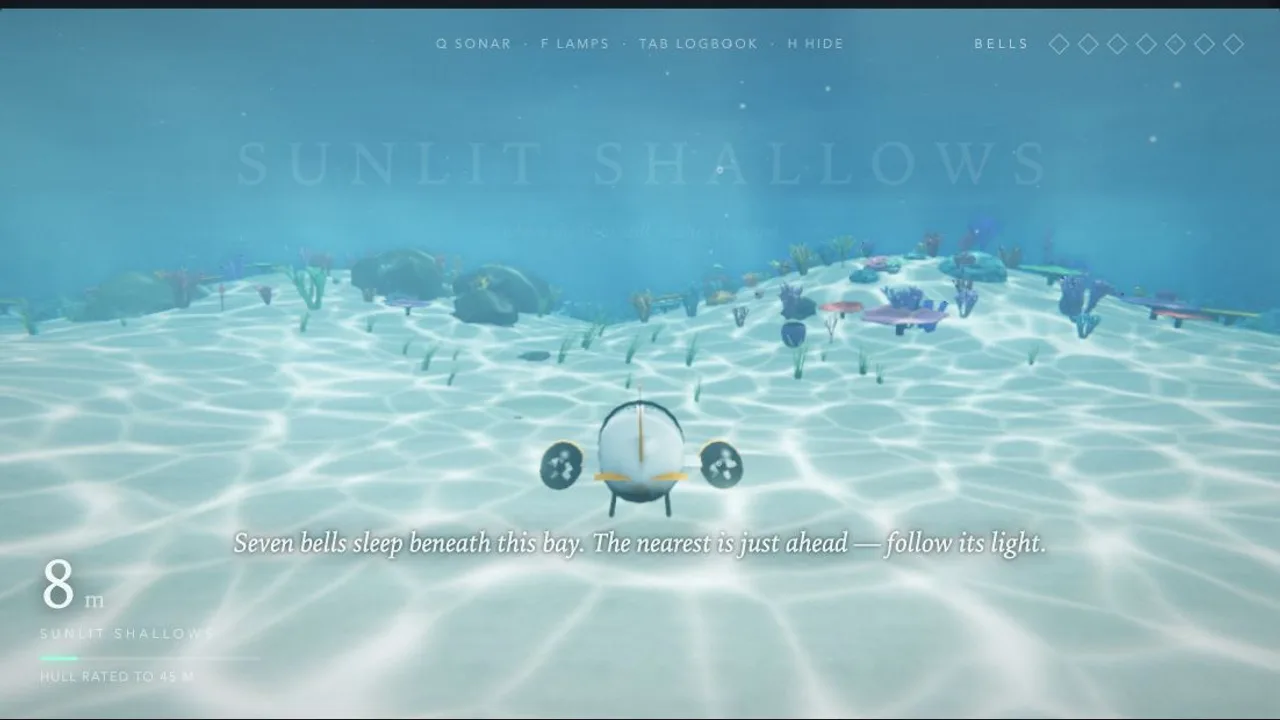 Q SONAR · F LAMPS · TAB LOGBOOK · H HIDE
BELLS
SUNLIT SHALLOWS
Seven bells sleep beneath this bay. The nearest is just ahead — follow its light.
8 m
SUNLIT SHALLOWS
HULL RATED TO 45 M